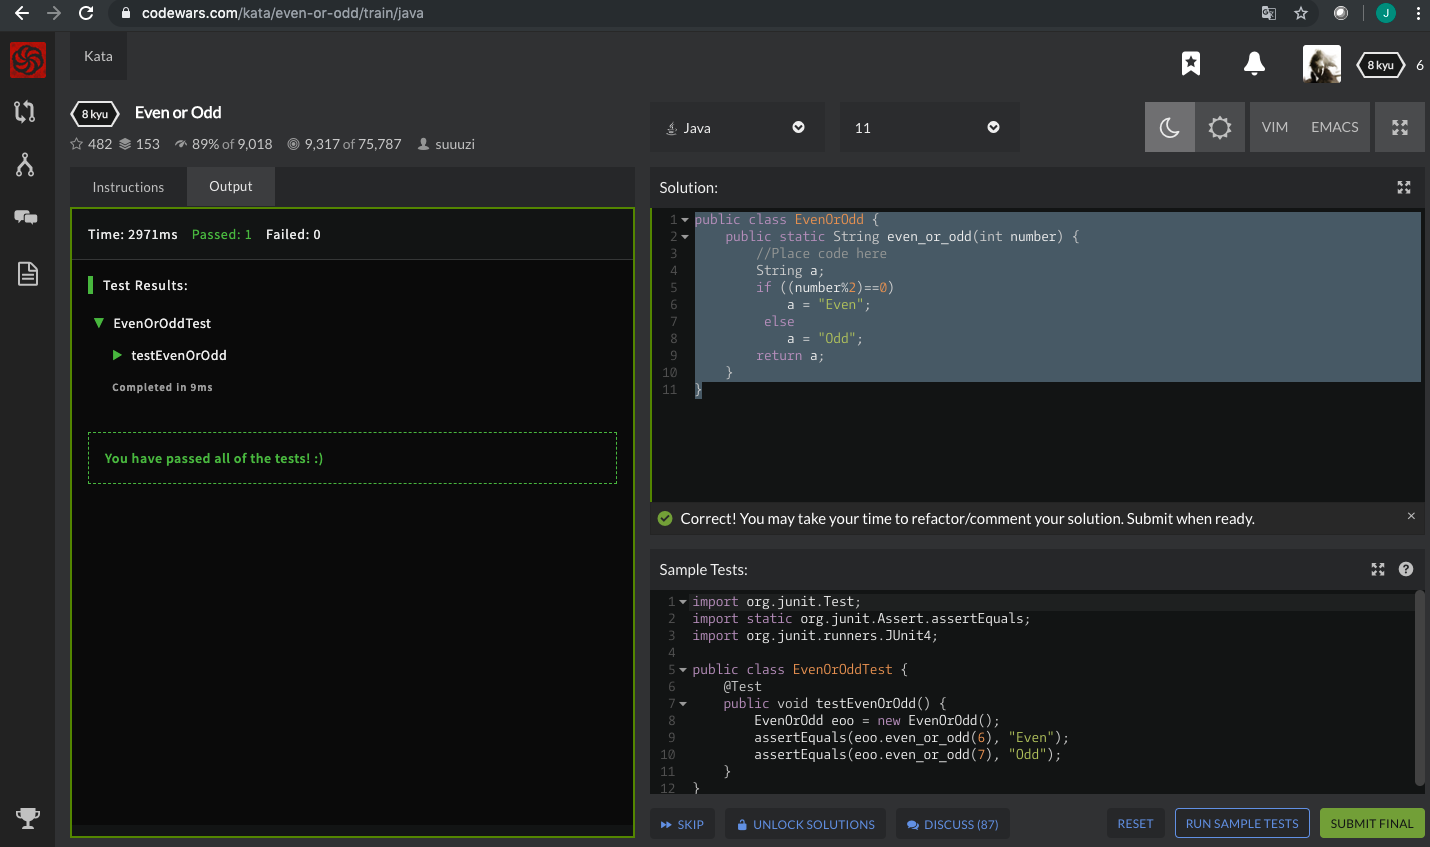 codewars.com/kata/even-or-odd/train/java
J
Kata
8 kyu
6
8 kyu
Even or Odd
482 153 89% of 9,018 9,317 of 75,787 suuuzi
Java
11
VIM EMACS
Instructions
Output
Time: 2971ms Passed: 1 Failed: 0
Test Results:
EvenOrOddTest
testEvenOrOdd
Completed in 9ms
You have passed all of the tests! :)
Solution:
1 public class EvenOrOdd {
2 public static String even_or_odd(int number) {
3 //Place code here
4 String a;
5 if ((number%2)==0)
6 a = "Even";
7 else
8 a = "Odd";
9 return a;
10 }
11 }
Correct! You may take your time to refactor/comment your solution. Submit when ready.
×
Sample Tests:
?
1 import org.junit.Test;
2 import static org.junit.Assert.assertEquals;
3 import org.junit.runners.JUnit4;
4
5 public class EvenOrOddTest {
6 @Test
7 public void testEvenOrOdd() {
8 EvenOrOdd eoo = new EvenOrOdd();
9 assertEquals(eoo.even_or_odd(6), "Even");
10 assertEquals(eoo.even_or_odd(7), "Odd");
11 }
12 }
SKIP
UNLOCK SOLUTIONS
DISCUSS (87)
RESET
RUN SAMPLE TESTS
SUBMIT FINAL